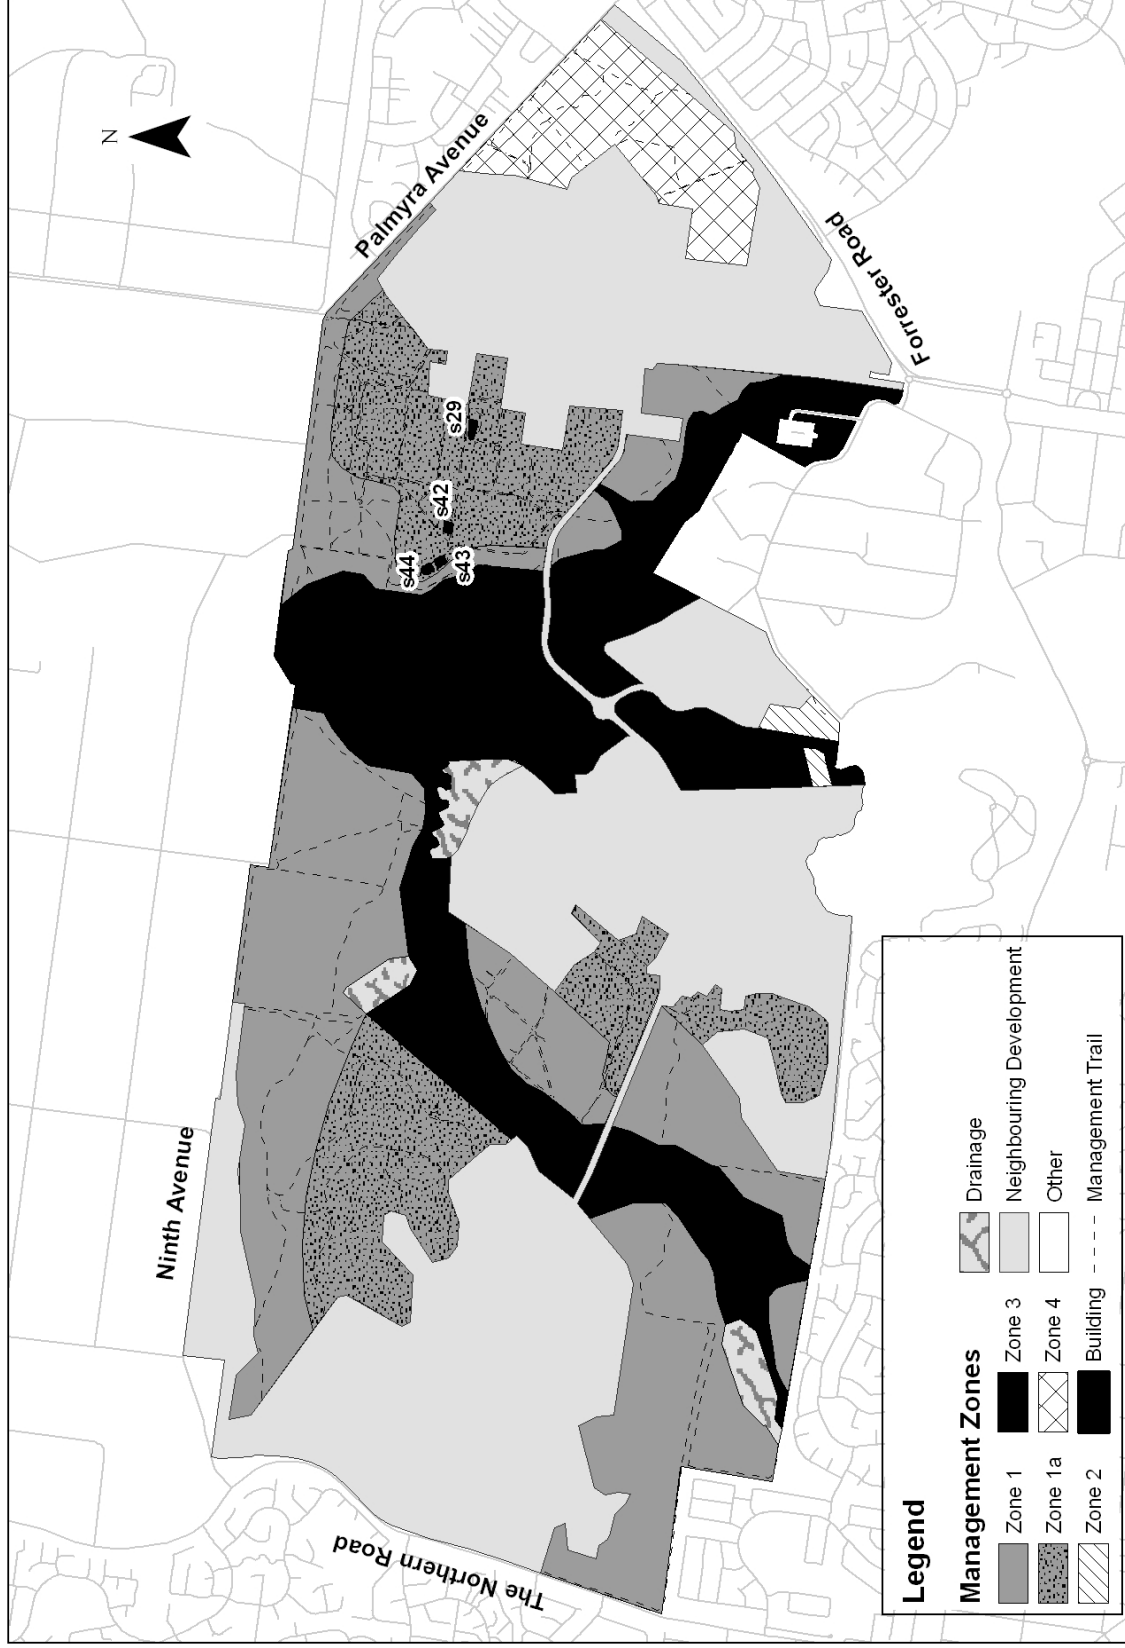 N
Palmyra Avenue
Forrester Road
s29
s42
s44
s43
Ninth Avenue
The Northern Road
Legend
Management Zones
Zone 1
Zone 1a
Zone 2
Zone 3
Zone 4
Building
Drainage
Neighbouring Development
Other
Management Trail